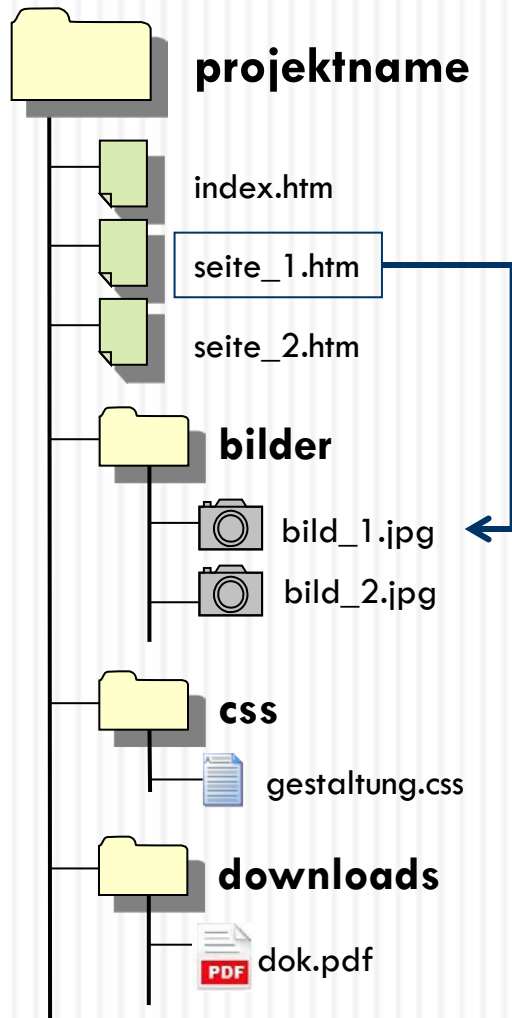 projektname
index.htm
seite_1.htm
seite_2.htm
bilder
bild_1.jpg
bild_2.jpg
css
gestaltung.css
downloads
PDF
dok.pdf